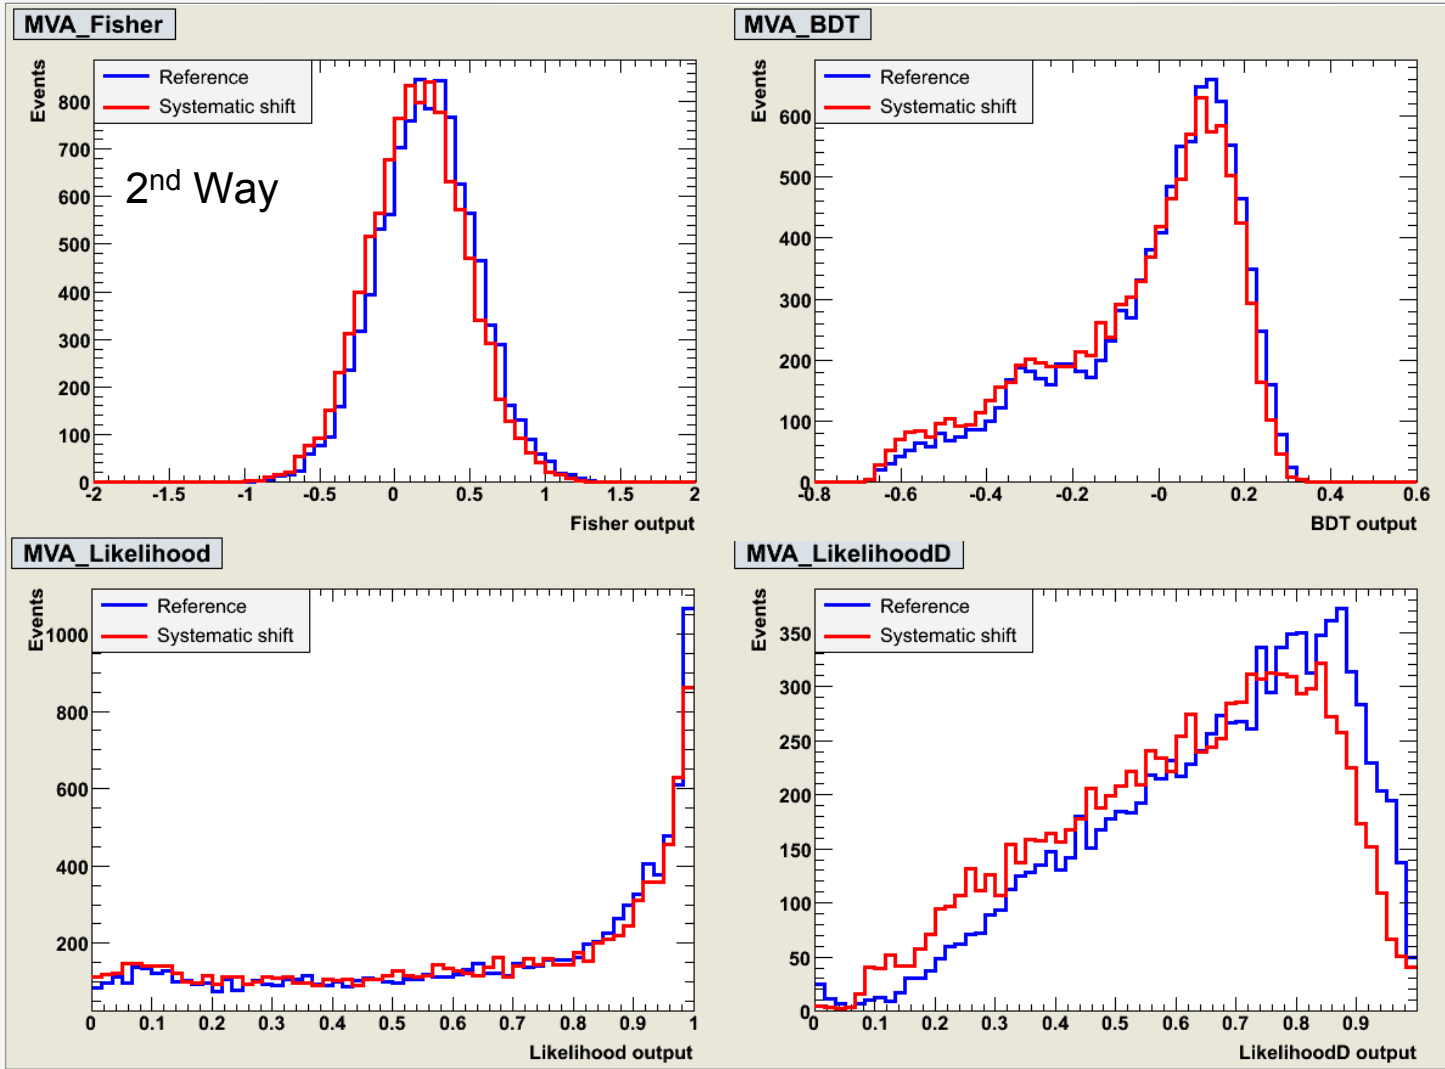 MVA_Fisher
Events
Reference
Systematic shift
2nd Way
800
700
600
500
400
300
200
100
0
-2 -1.5 -1 -0.5 0 0.5 1 1.5 2
Fisher output
MVA_BDT
Events
Reference
Systematic shift
600
500
400
300
200
100
0
-0.8 -0.6 -0.4 -0.2 -0 0.2 0.4 0.6
BDT output
MVA_Likelihood
Events
Reference
Systematic shift
1000
800
600
400
200
0 0.1 0.2 0.3 0.4 0.5 0.6 0.7 0.8 0.9 1
Likelihood output
MVA_LikelihoodD
Events
Reference
Systematic shift
350
300
250
200
150
100
50
0
0 0.1 0.2 0.3 0.4 0.5 0.6 0.7 0.8 0.9
LikelihoodD output